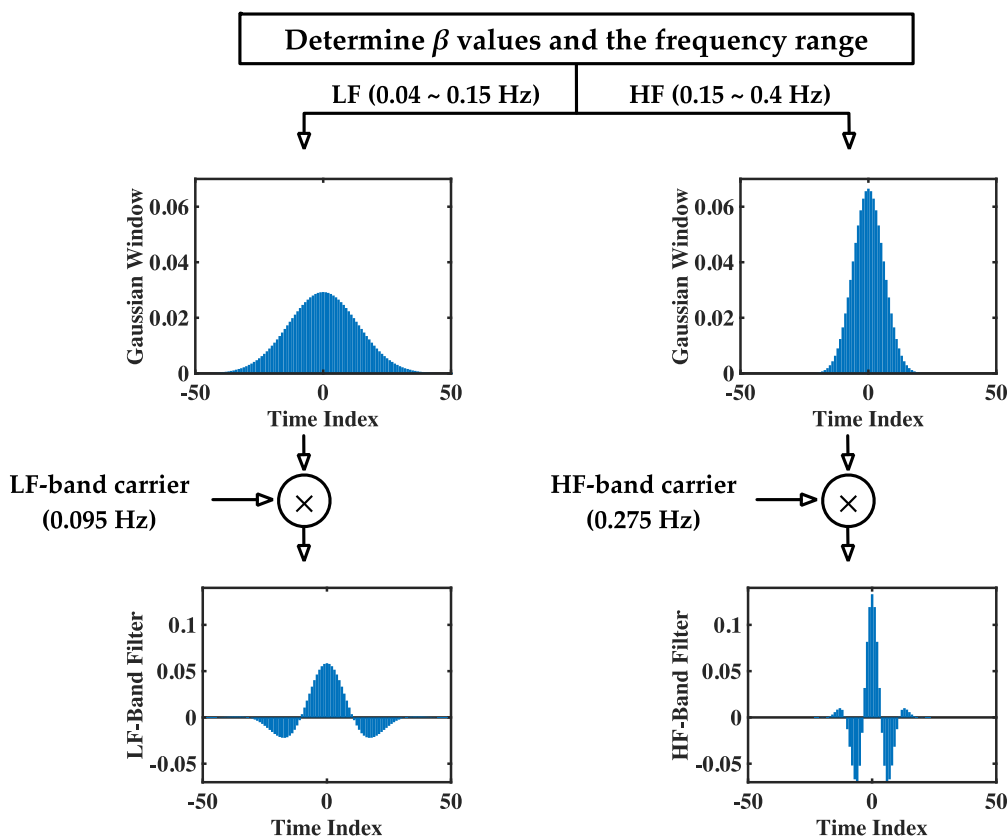 Determine β values and the frequency range
LF (0.04 ~ 0.15 Hz)
HF (0.15 ~ 0.4 Hz)
Gaussian Window
0.06
0.04
0.02
0
-50
0
50
Time Index
Gaussian Window
0.06
0.04
0.02
0
-50
0
50
Time Index
LF-band carrier
(0.095 Hz)
×
HF-band carrier
(0.275 Hz)
×
LF-Band Filter
0.1
0.05
0
-0.05
-50
0
50
Time Index
HF-Band Filter
0.1
0.05
0
-0.05
-50
0
50
Time Index